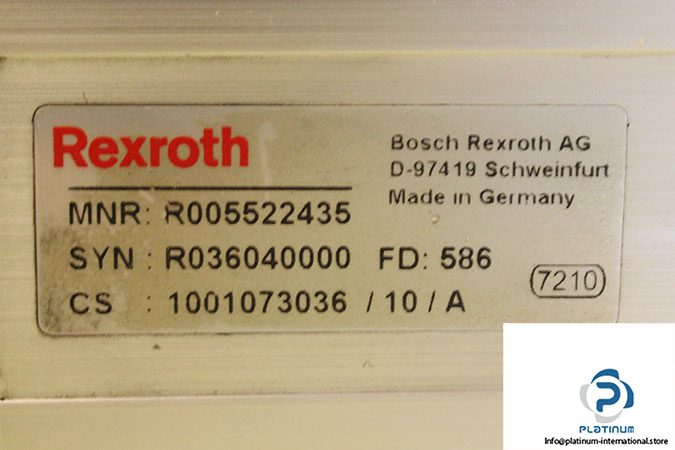 Rexroth
Bosch Rexroth AG
D-97419 Schweinfurt
Made in Germany
MNR: R005522435
SYN : R036040000 FD: 586
7210
CS : 1001073036 / 10 / A
P
PLATINUM
Info@platinum-international.store